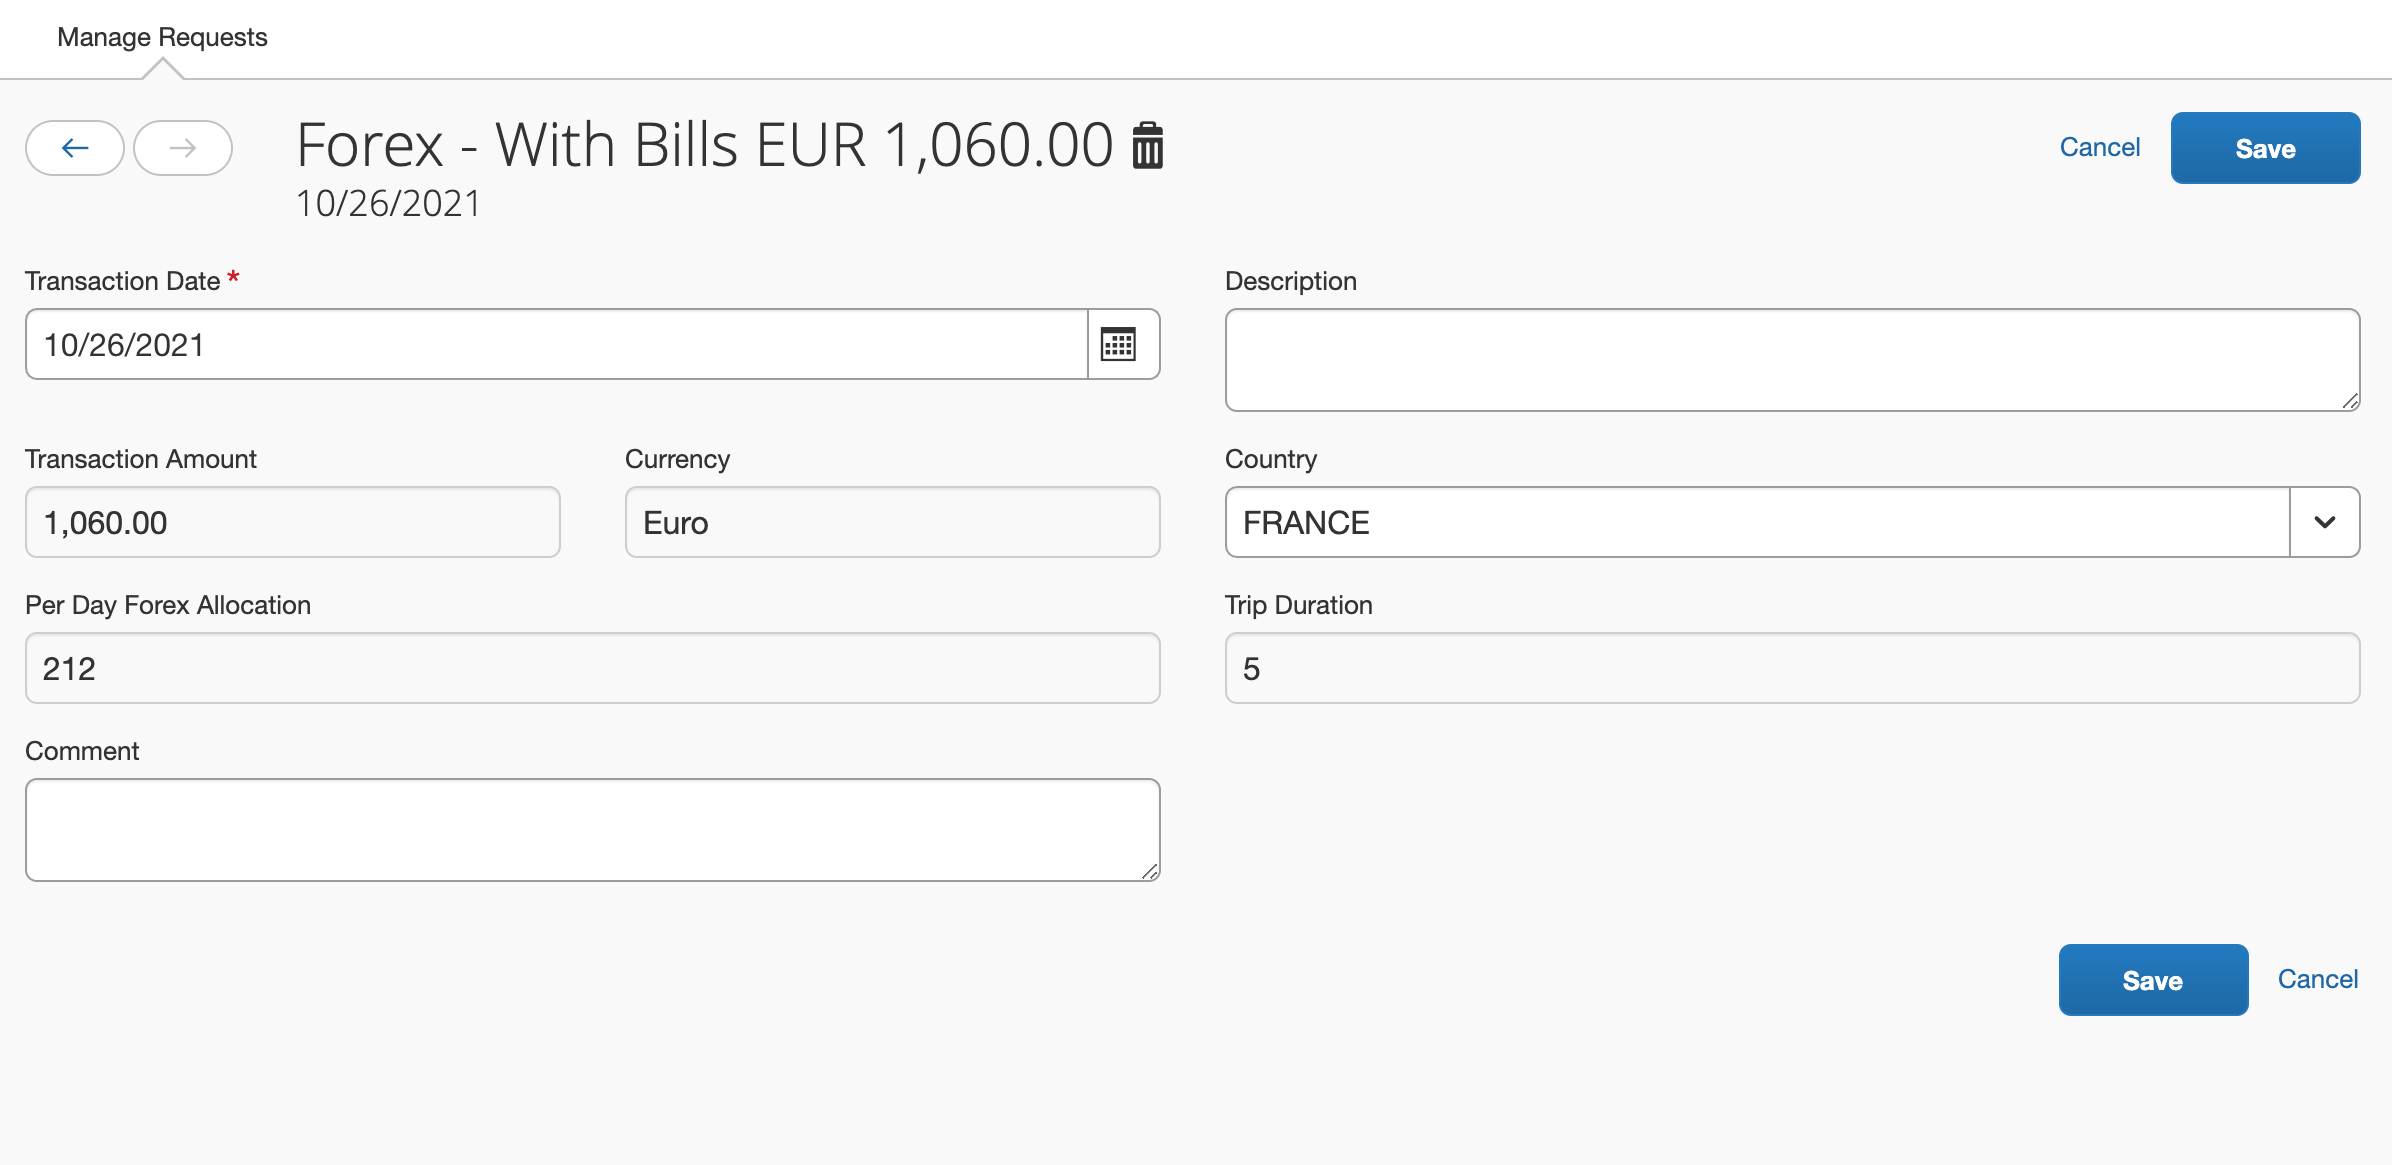 Manage Requests
Forex - With Bills EUR 1,060.00
10/26/2021
Cancel
Save
Transaction Date *
10/26/2021
Description
Transaction Amount
1,060.00
Currency
Euro
Country
FRANCE
Per Day Forex Allocation
212
Trip Duration
5
Comment
Save
Cancel